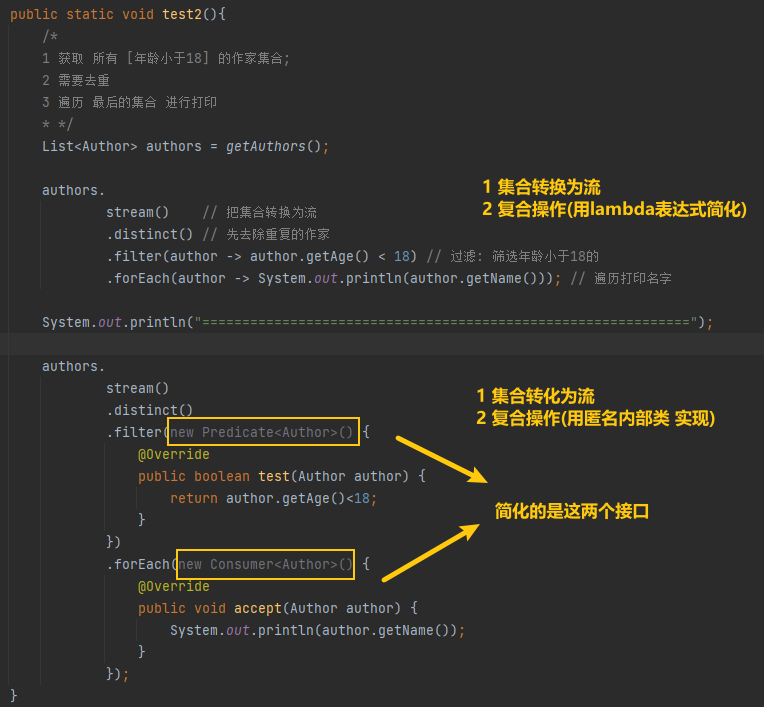 public static void test2(){
/*
1 获取 所有 [年龄小于18] 的作家集合;
2 需要去重
3 遍历 最后的集合 进行打印
* */
List<Author> authors = getAuthors();
1 集合转换为流
2 复合操作(用lambda表达式简化)
authors.
stream() // 把集合转换为流
.distinct() // 先去除重复的作家
.filter(author -> author.getAge() < 18) // 过滤: 筛选年龄小于18的
.forEach(author -> System.out.println(author.getName())); // 遍历打印名字
System.out.println("=============================================================");
authors.
stream()
.distinct()
1 集合转化为流
2 复合操作(用匿名内部类 实现)
.filter(new Predicate<Author>() {
@Override
public boolean test(Author author) {
return author.getAge()<18;
}
})
简化的是这两个接口
.forEach(new Consumer<Author>() {
@Override
public void accept(Author author) {
System.out.println(author.getName());
}
});
}